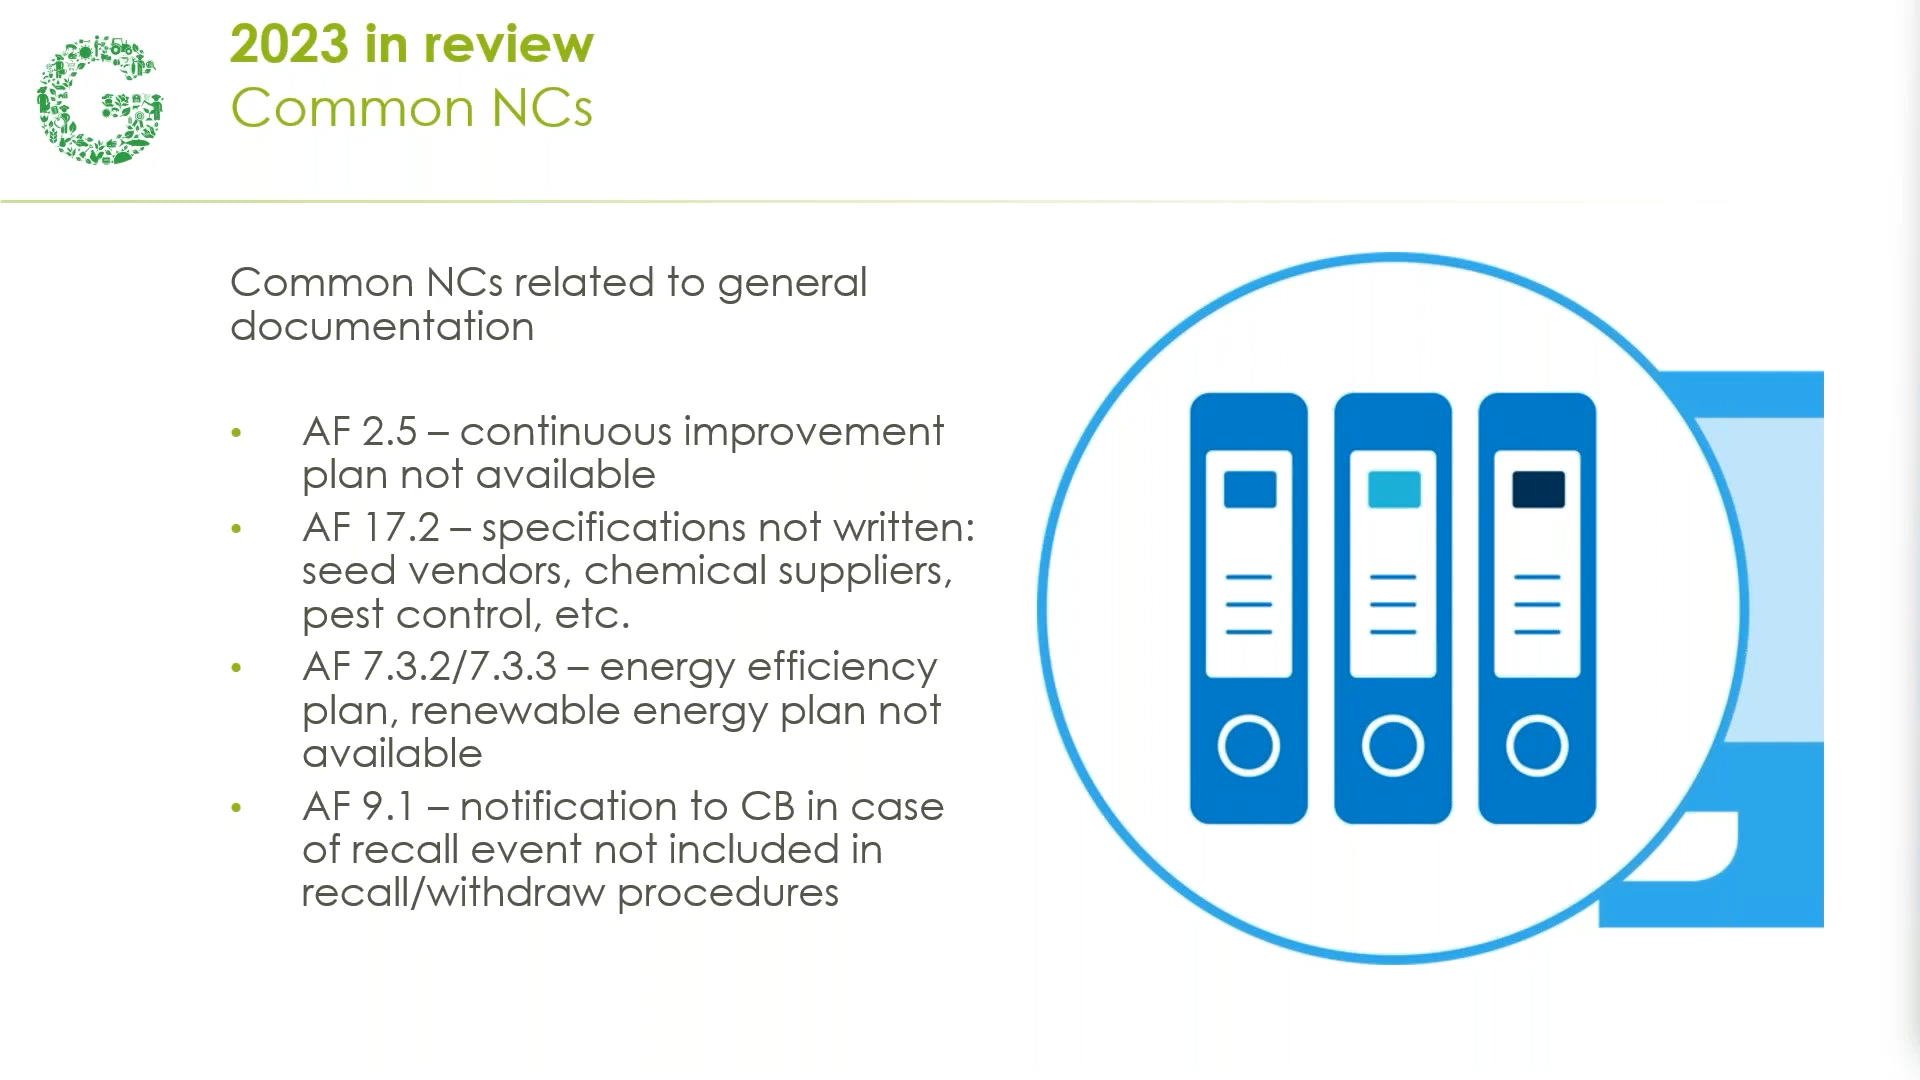 2023 in review
Common NCs
Common NCs related to general
documentation
• AF 2.5 – continuous improvement
plan not available
• AF 17.2 – specifications not written:
seed vendors, chemical suppliers,
pest control, etc.
• AF 7.3.2/7.3.3 – energy efficiency
plan, renewable energy plan not
available
• AF 9.1 – notification to CB in case
of recall event not included in
recall/withdraw procedures